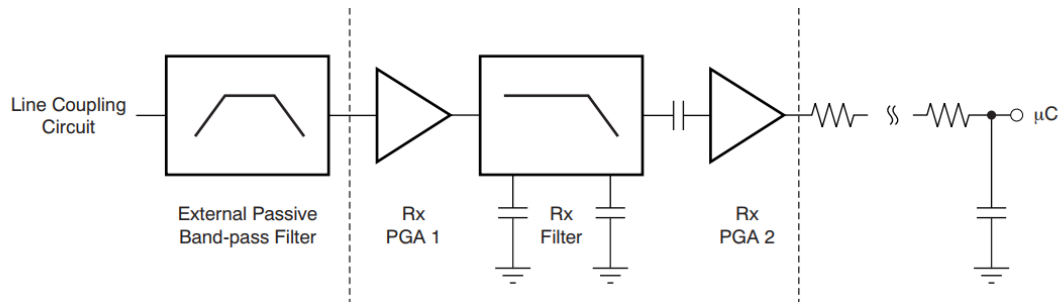 Line Coupling
Circuit
External Passive
Band-pass Filter
Rx
PGA 1
Rx
Filter
Rx
PGA 2
μC